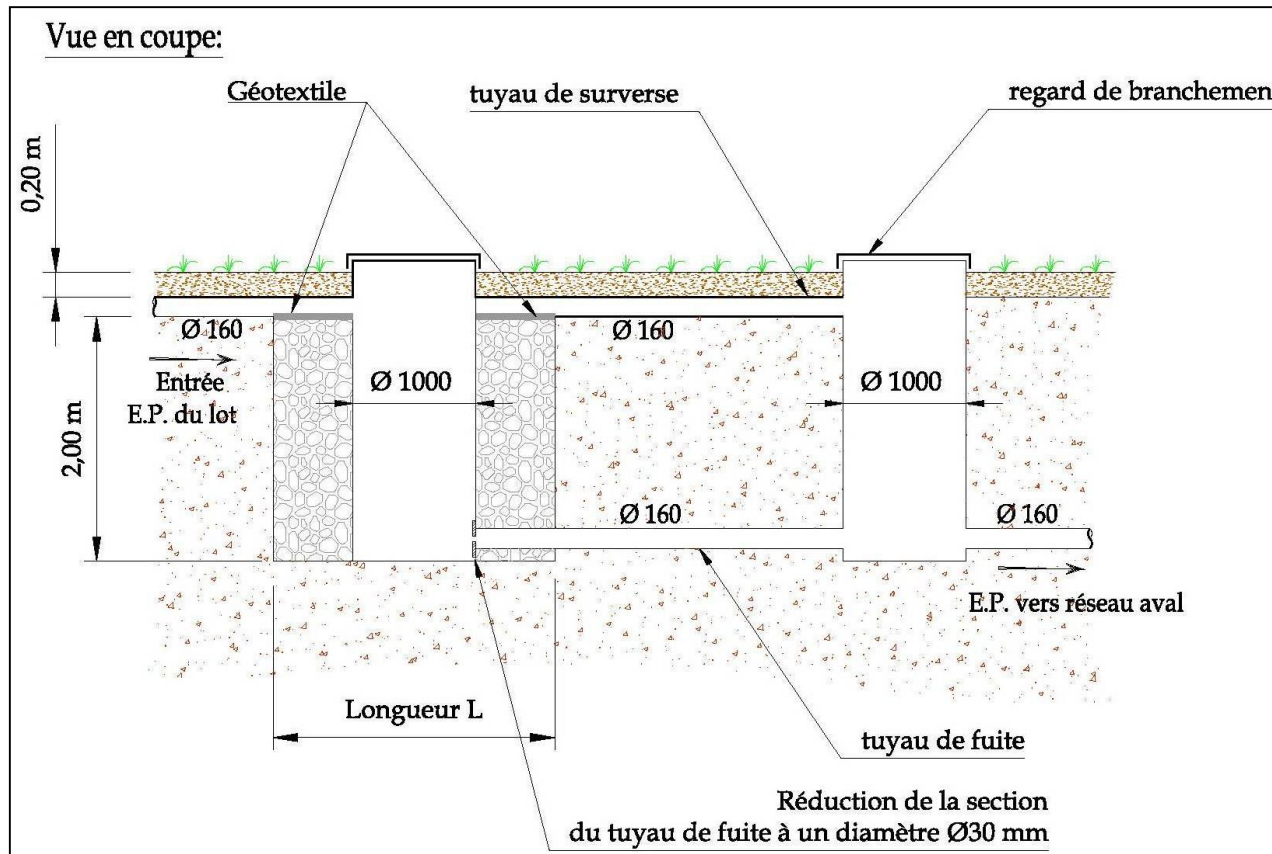 Vue en coupe:
Géotextile
tuyau de surverse
regard de branchemen
0,20 m
Ø 160
Ø 160
Entrée
E.P. du lot
Ø 1000
Ø 1000
2,00 m
Ø 160
Ø 160
E.P. vers réseau aval
Longueur L
tuyau de fuite
Réduction de la section
du tuyau de fuite à un diamètre Ø30 mm